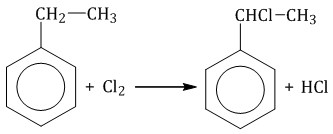 CH₂—CH₃ CHCl—CH₃
+ Cl₂ ⟶ + HCl